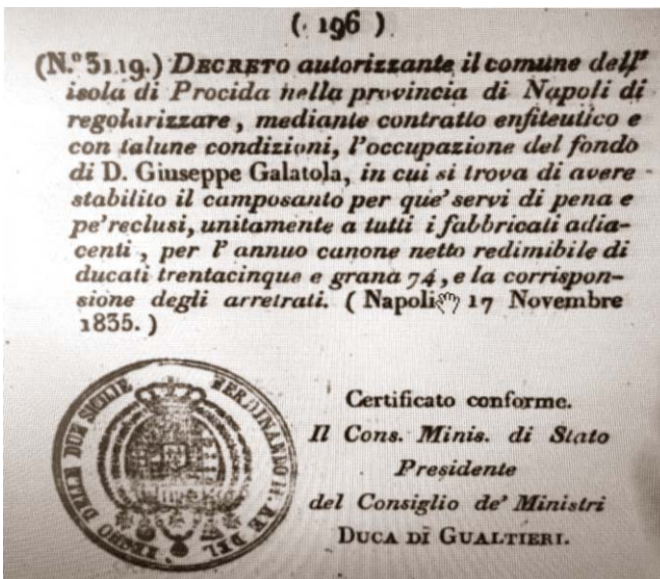 ( 196 )
(N.° 3119.) DECRETO autorizzante il comune dell'
isola di Procida nella provincia di Napoli di
regolarizzare, mediante contratto enfiteutico e
con talune condizioni, l'occupazione del fondo
di D. Giuseppe Galatola, in cui si trova di avere
stabilito il camposanto per que' servi di pena e
pe' reclusi, unitamente a tutti i fabbricati adia-
centi, per l' annuo canone netto redimibile di
ducati trentacinque e grana 74, e la corrispon-
sione degli arretrati. ( Napoli 17 Novembre
1835. )
FERDINANDO II. RE DEL REGNO DELLE DUE SICILIE
Certificato conforme.
Il Cons. Minis. di Stato
Presidente
del Consiglio de' Ministri
DUCA DI GUALTIERI.